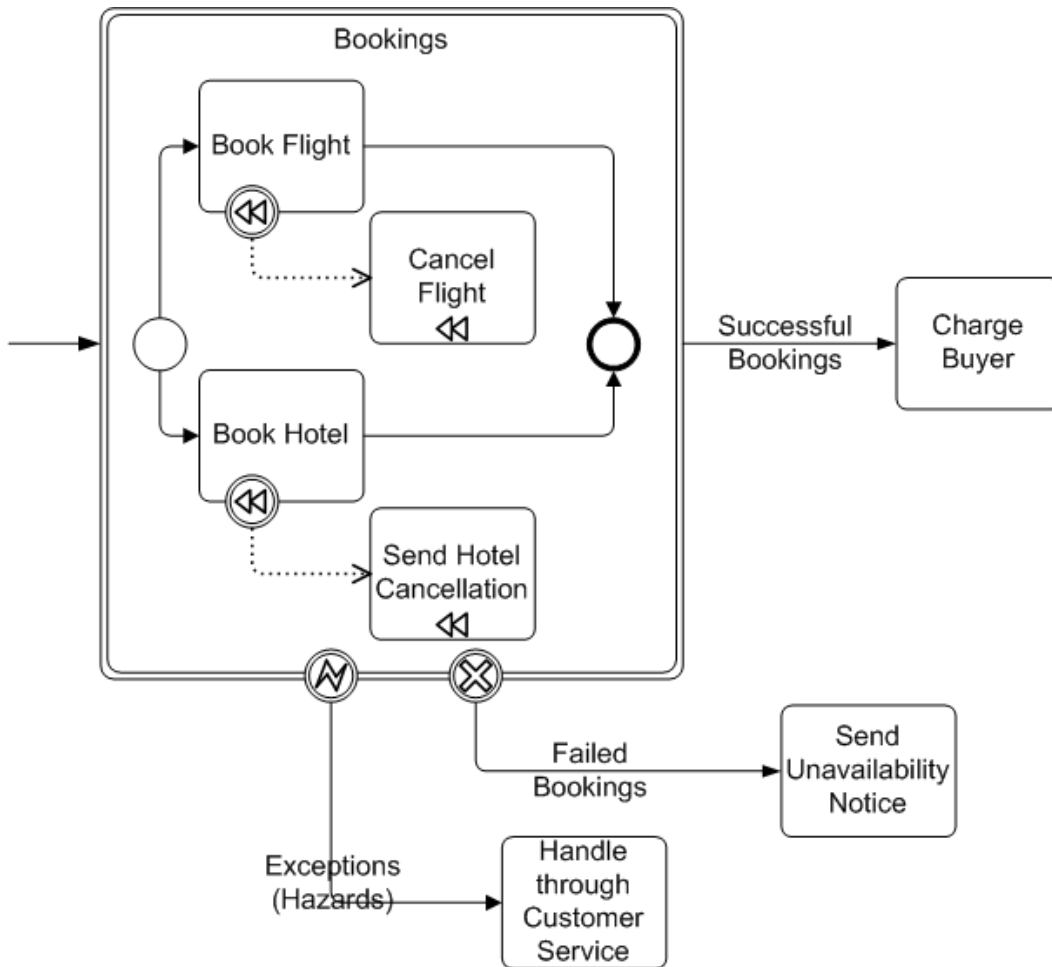 Bookings
Book Flight
Cancel
Flight
Successful
Bookings
Charge
Buyer
Book Hotel
Send Hotel
Cancellation
Failed
Bookings
Send
Unavailability
Notice
Exceptions
(Hazards)
Handle
through
Customer
Service